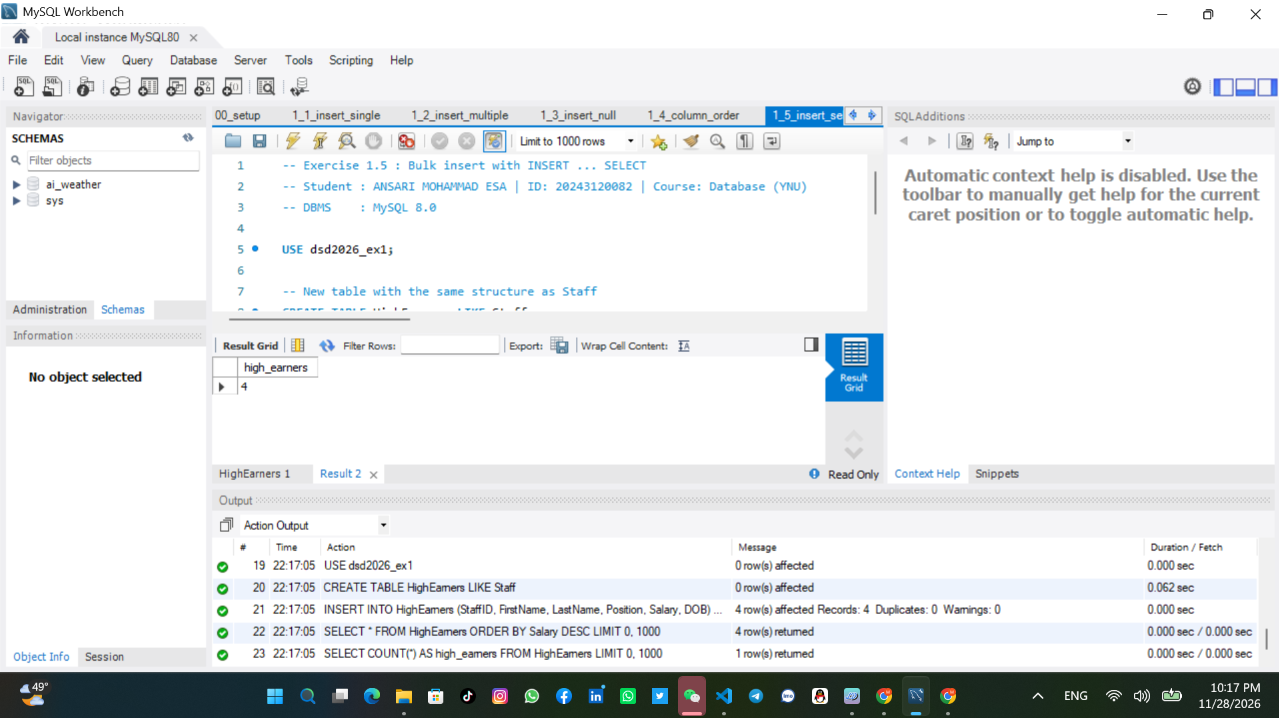 MySQL Workbench
Local instance MySQL80
File Edit View Query Database Server Tools Scripting Help
Navigator
SCHEMAS
Filter objects
ai_weather
sys
Administration Schemas
Information
No object selected
Object Info Session
00_setup 1_1_insert_single 1_2_insert_multiple 1_3_insert_null 1_4_column_order 1_5_insert_se
Limit to 1000 rows
1 -- Exercise 1.5 : Bulk insert with INSERT ... SELECT
2 -- Student : ANSARI MOHAMMAD ESA | ID: 20243120082 | Course: Database (YNU)
3 -- DBMS    : MySQL 8.0
4
5 USE dsd2026_ex1;
6
7 -- New table with the same structure as Staff
Result Grid Filter Rows: Export: Wrap Cell Content:
high_earners
4
Result Grid
HighEarners 1 Result 2 Read Only
SQLAdditions
Jump to
Automatic context help is disabled. Use the
toolbar to manually get help for the current
caret position or to toggle automatic help.
Context Help Snippets
Output
Action Output
# Time Action Message Duration / Fetch
19 22:17:05 USE dsd2026_ex1 0 row(s) affected 0.000 sec
20 22:17:05 CREATE TABLE HighEarners LIKE Staff 0 row(s) affected 0.062 sec
21 22:17:05 INSERT INTO HighEarners (StaffID, FirstName, LastName, Position, Salary, DOB) ... 4 row(s) affected Records: 4  Duplicates: 0  Warnings: 0 0.000 sec
22 22:17:05 SELECT * FROM HighEarners ORDER BY Salary DESC LIMIT 0, 1000 4 row(s) returned 0.000 sec / 0.000 sec
23 22:17:05 SELECT COUNT(*) AS high_earners FROM HighEarners LIMIT 0, 1000 1 row(s) returned 0.000 sec / 0.000 sec
49°
ENG
10:17 PM
11/28/2026